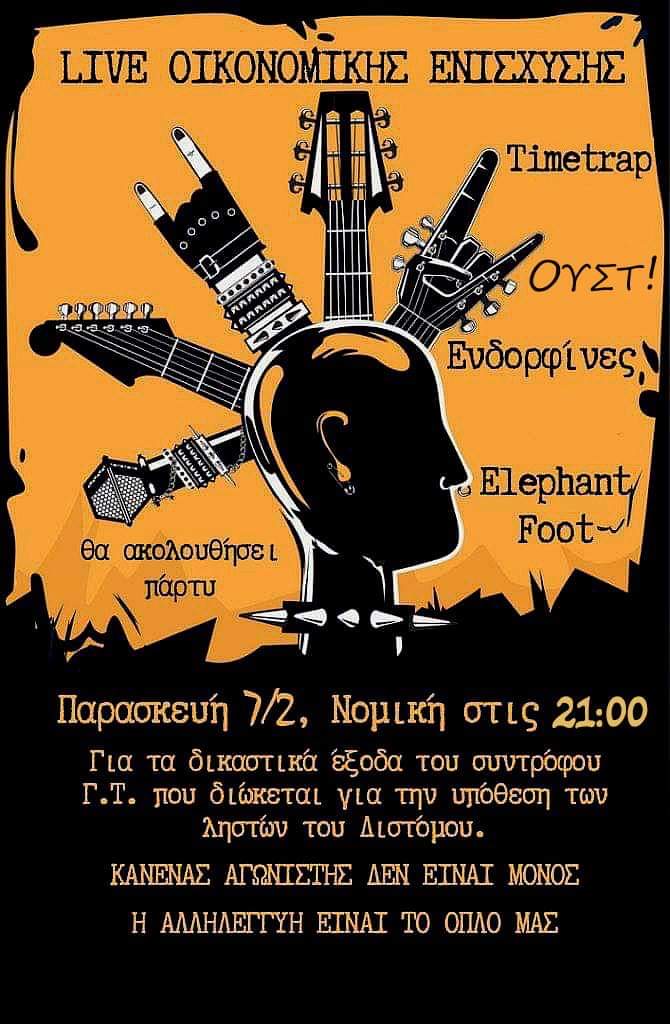 LIVE ΟΙΚΟΝΟΜΙΚΗΣ ΕΝΙΣΧΥΣΗΣ
Timetrap
ΟΥΣΤ!
Ενδορφίνες
Elephant
Foot
θα ακολουθήσει
πάρτυ
Παρασκευή 7/2, Νομική στις 21:00
Για τα δικαστικά έξοδα του συντρόφου
Γ.Τ. που διώκεται για την υπόθεση των
ληστών του Διστόμου.
ΚΑΝΕΝΑΣ ΑΓΩΝΙΣΤΗΣ ΔΕΝ ΕΙΝΑΙ ΜΟΝΟΣ
Η ΑΛΛΗΛΕΓΓΥΗ ΕΙΝΑΙ ΤΟ ΟΠΛΟ ΜΑΣ